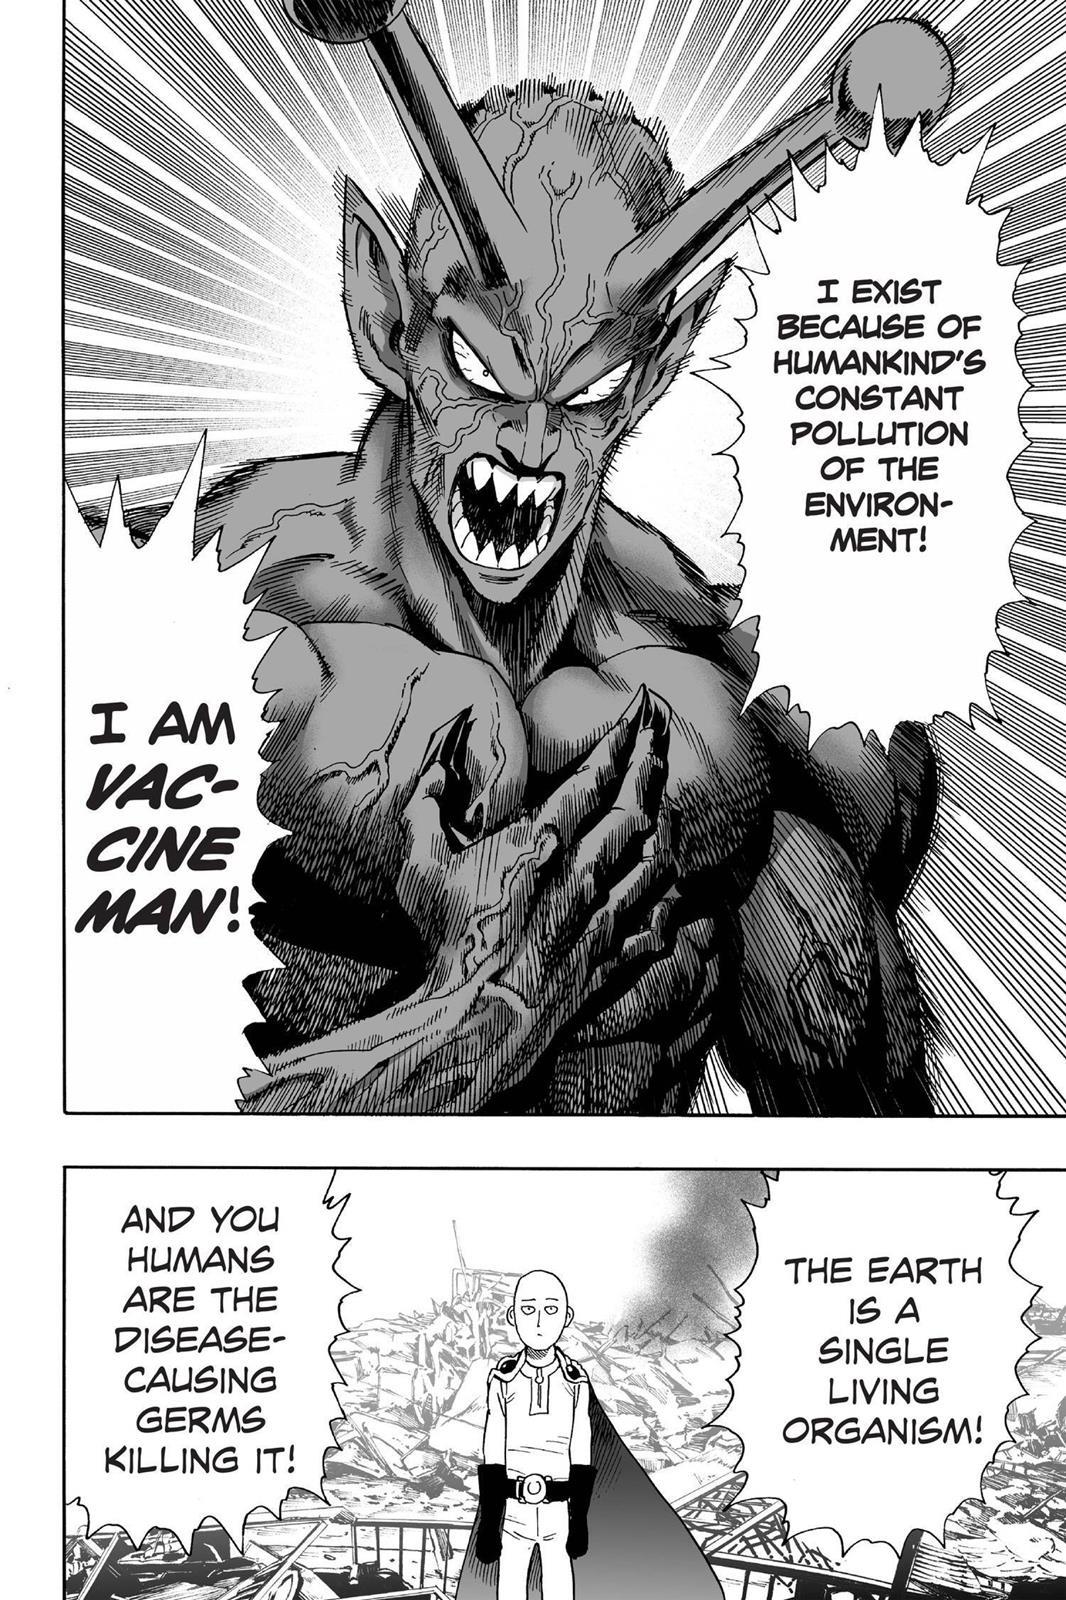 I EXIST
BECAUSE OF
HUMANKIND'S
CONSTANT
POLLUTION
OF THE
ENVIRON-
MENT!
I AM
VAC-
CINE
MAN!
THE EARTH
IS A
SINGLE
LIVING
ORGANISM!
AND YOU
HUMANS
ARE THE
DISEASE-
CAUSING
GERMS
KILLING IT!